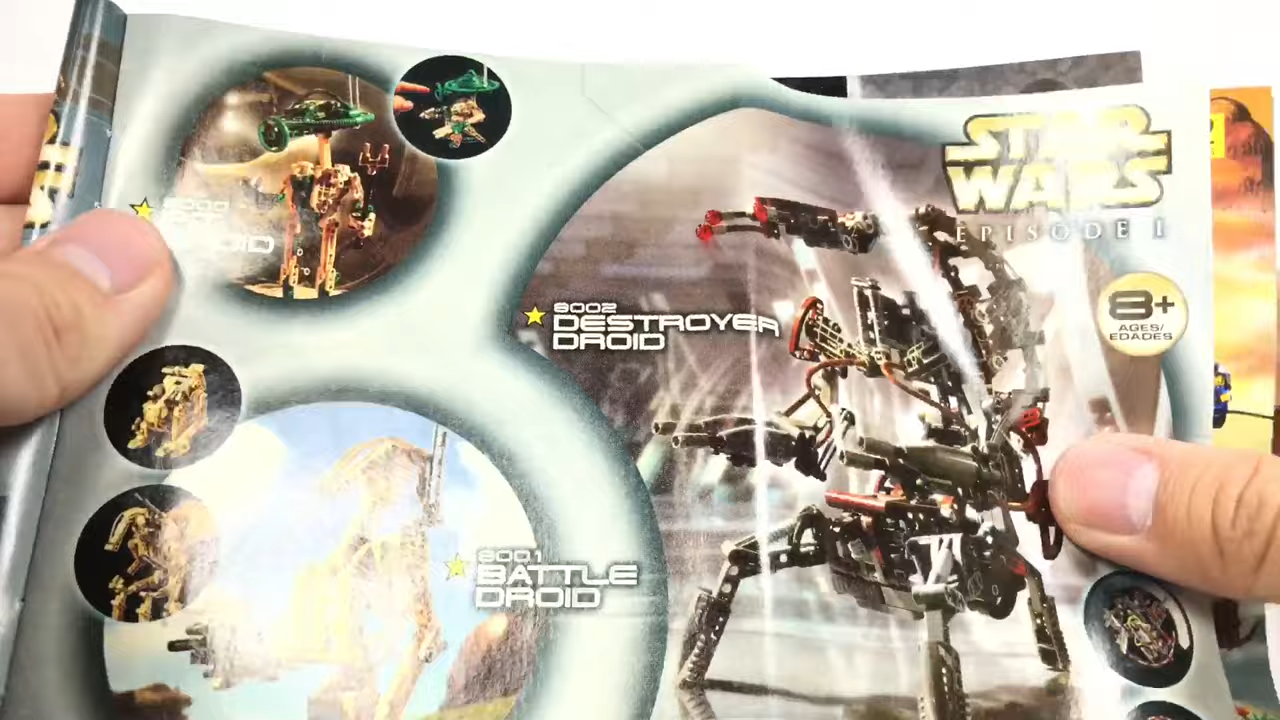 STAR
WARS
EPISODE I
8+
AGES/
EDADES
8002
DESTROYER
DROID
8001
BATTLE
DROID